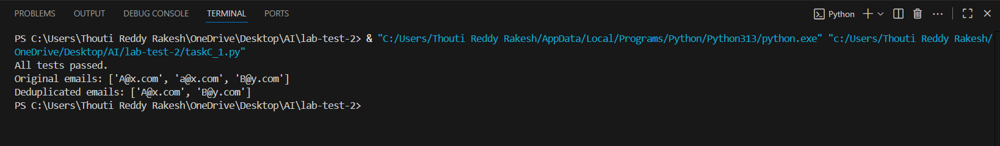 PROBLEMS OUTPUT DEBUG CONSOLE TERMINAL PORTS Python
PS C:\Users\Thouti Reddy Rakesh\OneDrive\Desktop\AI\lab-test-2> & "C:/Users/Thouti Reddy Rakesh/AppData/Local/Programs/Python/Python313/python.exe" "c:/Users/Thouti Reddy Rakesh/
OneDrive/Desktop/AI/lab-test-2/taskC_1.py"
All tests passed.
Original emails: ['A@x.com', 'a@x.com', 'B@y.com']
Deduplicated emails: ['A@x.com', 'B@y.com']
PS C:\Users\Thouti Reddy Rakesh\OneDrive\Desktop\AI\lab-test-2>